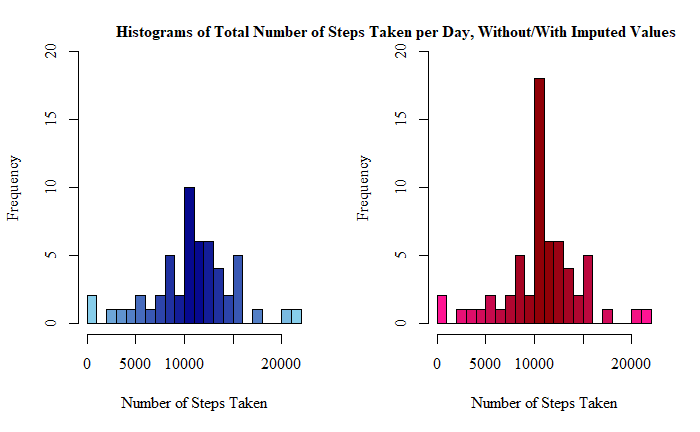 Histograms of Total Number of Steps Taken per Day, Without/With Imputed Values
Frequency
20
15
10
5
0
0 5000 10000 20000
Number of Steps Taken
Frequency
20
15
10
5
0
0 5000 10000 20000
Number of Steps Taken